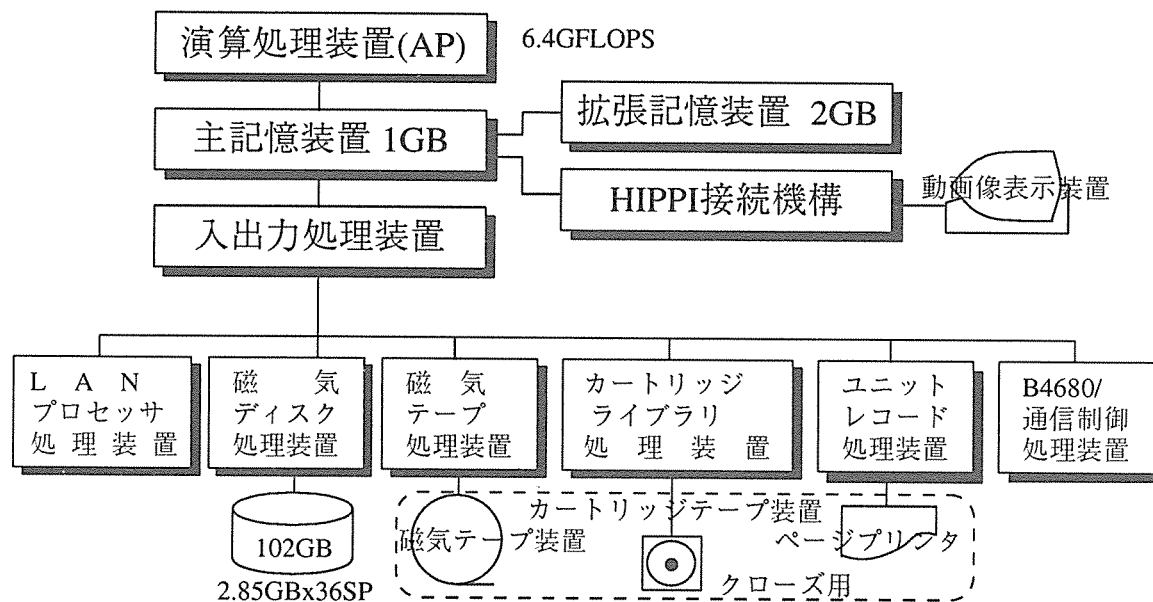 演算処理装置(AP)
6.4GFLOPS
主記憶装置 1GB
拡張記憶装置 2GB
HIPPI接続機構
動画像表示装置
入出力処理装置
L A N
プロセッサ
処 理 装 置
磁 気
ディスク
処理装置
磁 気
テープ
処理装置
カートリッジ
ライブラリ
処 理 装 置
ユニット
レコード
処理装置
B4680/
通信制御
処理装置
102GB
2.85GBx36SP
磁気テープ装置
カートリッジテープ装置
クローズ用
ページプリンタ